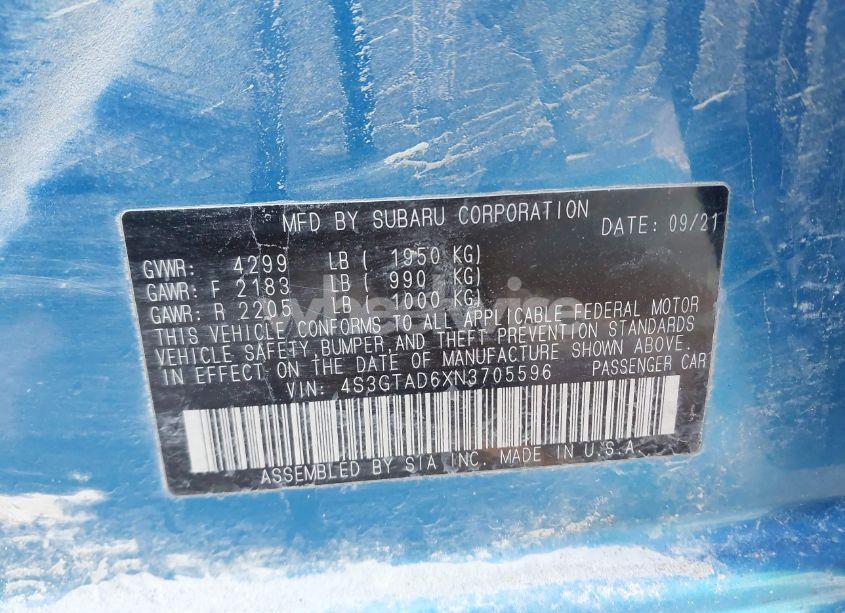 MFD BY SUBARU CORPORATION DATE: 09/21
GVWR: 4299 LB ( 1950 KG)
GAWR: F 2183 LB ( 990 KG)
GAWR: R 2205 LB ( 1000 KG)
THIS VEHICLE CONFORMS TO ALL APPLICABLE FEDERAL MOTOR
VEHICLE SAFETY, BUMPER, AND THEFT PREVENTION STANDARDS
IN EFFECT ON THE DATE OF MANUFACTURE SHOWN ABOVE.
VIN: 4S3GTAD6XN3705596 PASSENGER CAR
ASSEMBLED BY SIA INC. MADE IN U.S.A.